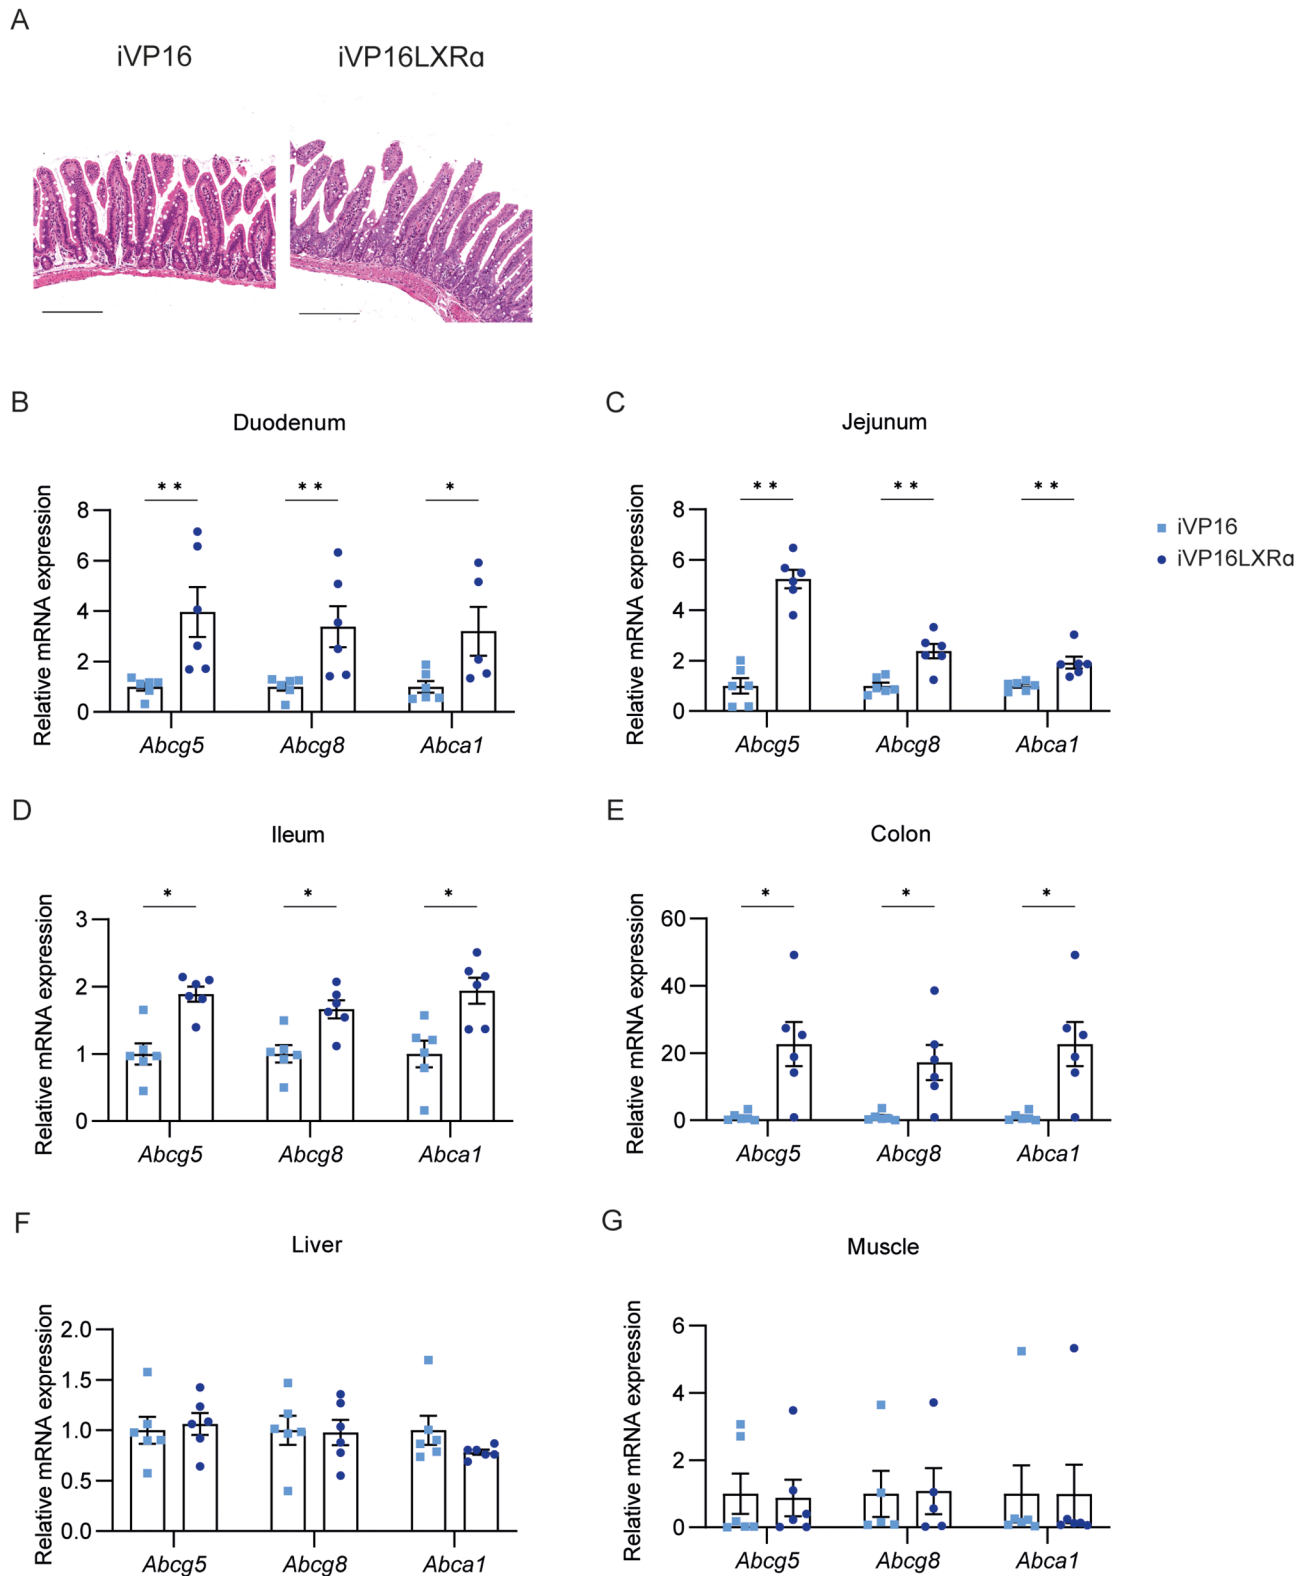 A
iVP16
iVP16LXRα
B
Duodenum
Relative mRNA expression
8
6
4
2
0
**
**
*
Abcg5
Abcg8
Abca1
C
Jejunum
Relative mRNA expression
8
6
4
2
0
**
**
**
Abcg5
Abcg8
Abca1
iVP16
iVP16LXRα
D
Ileum
Relative mRNA expression
3
2
1
0
*
*
*
Abcg5
Abcg8
Abca1
E
Colon
Relative mRNA expression
60
40
20
0
*
*
*
Abcg5
Abcg8
Abca1
F
Liver
Relative mRNA expression
2.0
1.5
1.0
0.5
0.0
Abcg5
Abcg8
Abca1
G
Muscle
Relative mRNA expression
6
4
2
0
Abcg5
Abcg8
Abca1